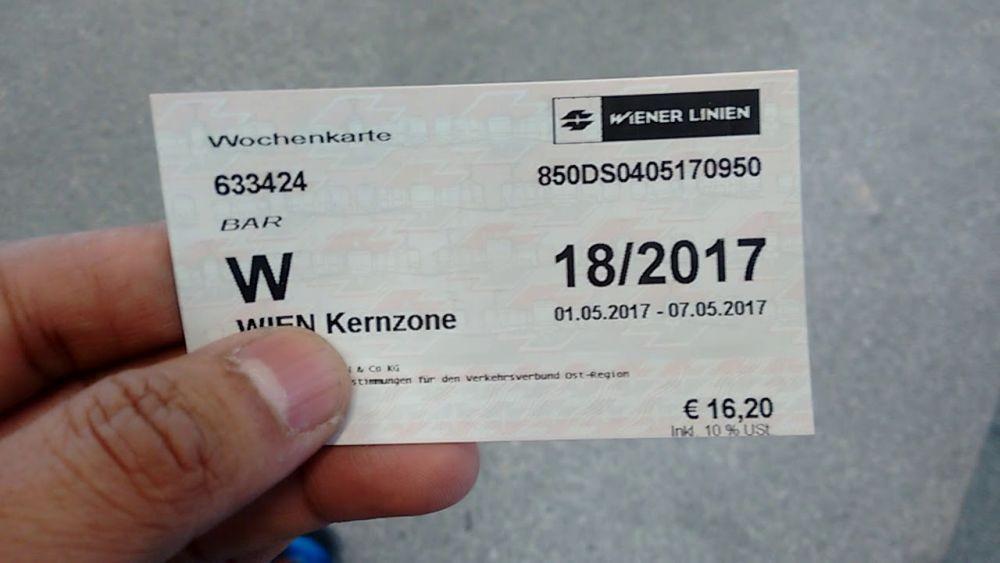 Wochenkarte
WIENER LINIEN
633424
850DS0405170950
BAR
W
18/2017
WIEN Kernzone
01.05.2017 - 07.05.2017
& Co KG
stimmungen für den Verkehrsverbund Ost-Region
€ 16,20
Inkl. 10 % USt